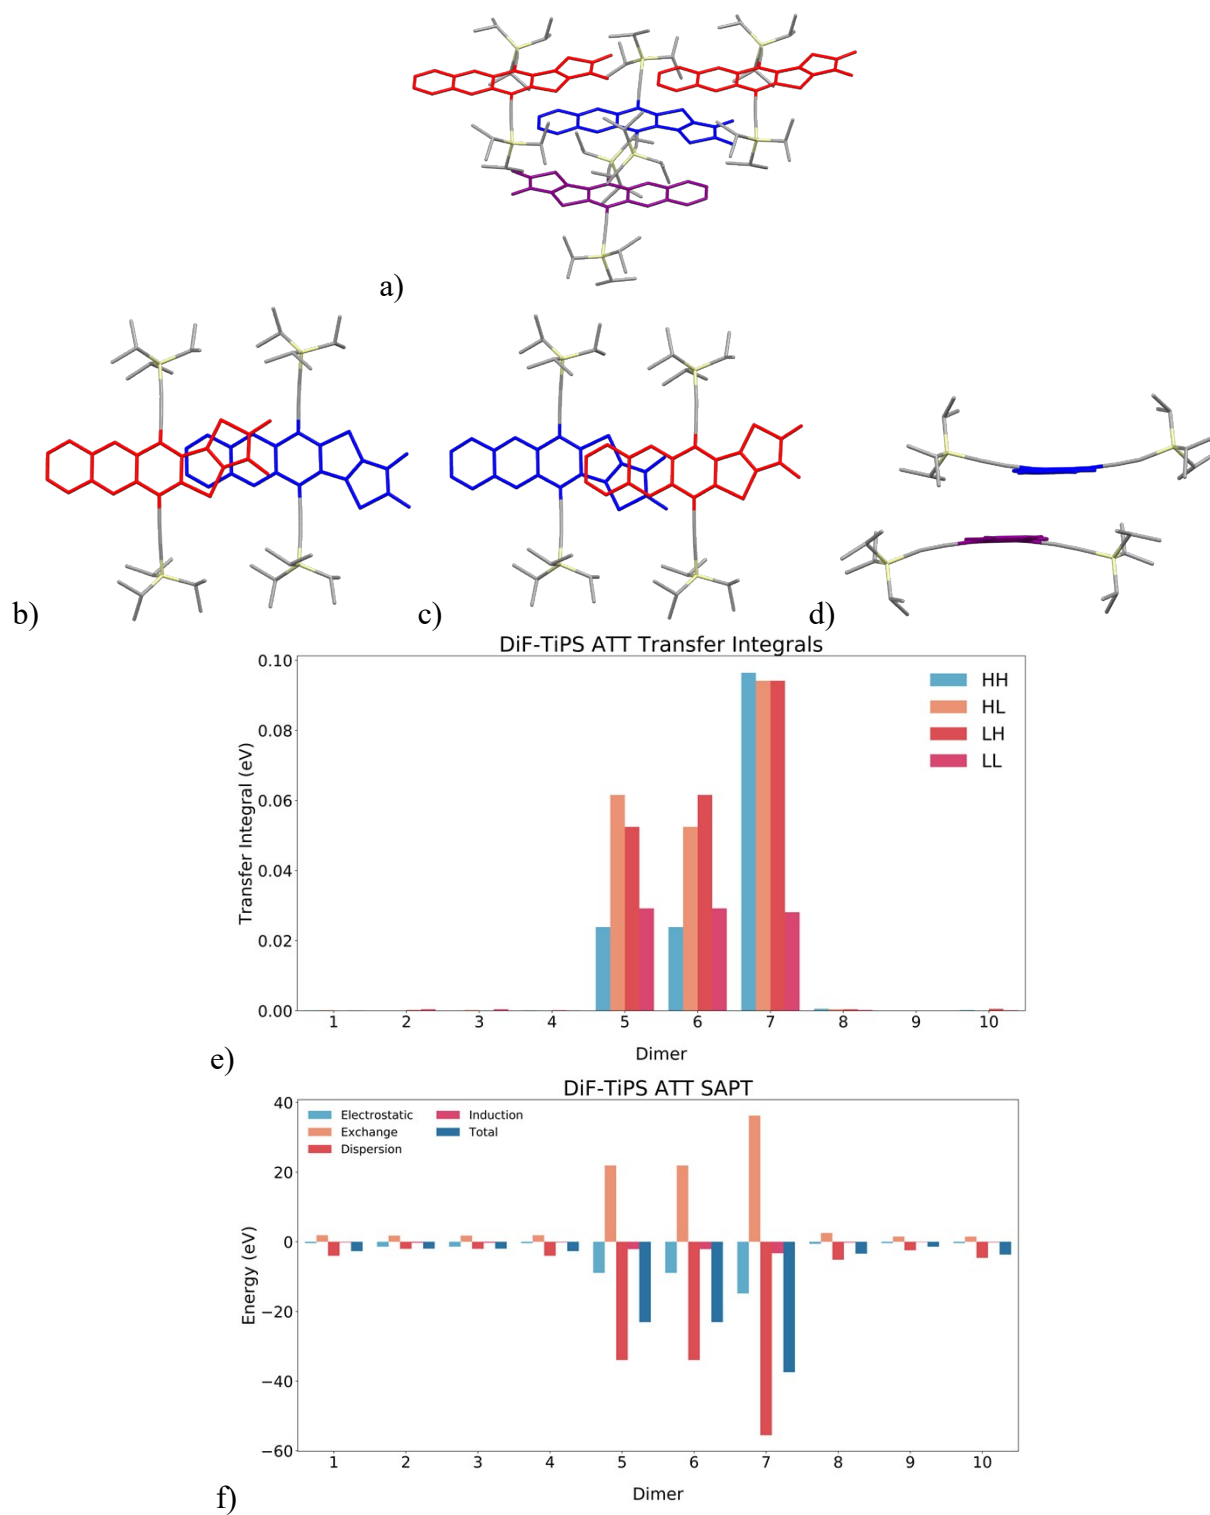 a)
b)
c)
d)
DiF-TiPS ATT Transfer Integrals
Transfer Integral (eV)
0.10
0.08
0.06
0.04
0.02
0.00
HH
HL
LH
LL
1 2 3 4 5 6 7 8 9 10
Dimer
e)
DiF-TiPS ATT SAPT
Energy (eV)
40
20
0
−20
−40
−60
Electrostatic Induction
Exchange Total
Dispersion
1 2 3 4 5 6 7 8 9 10
Dimer
f)